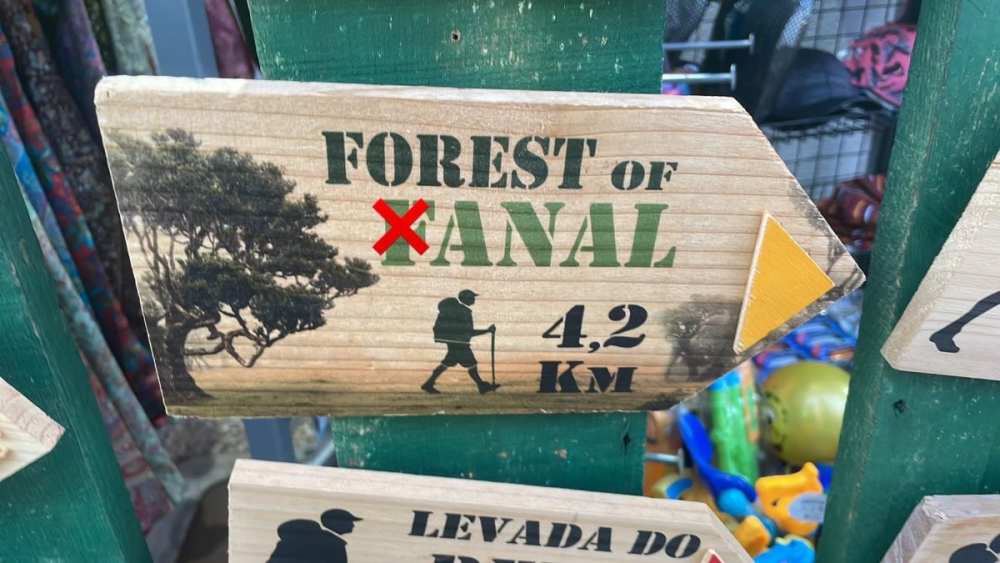 FOREST OF
FANAL
4,2
KM
LEVADA DO